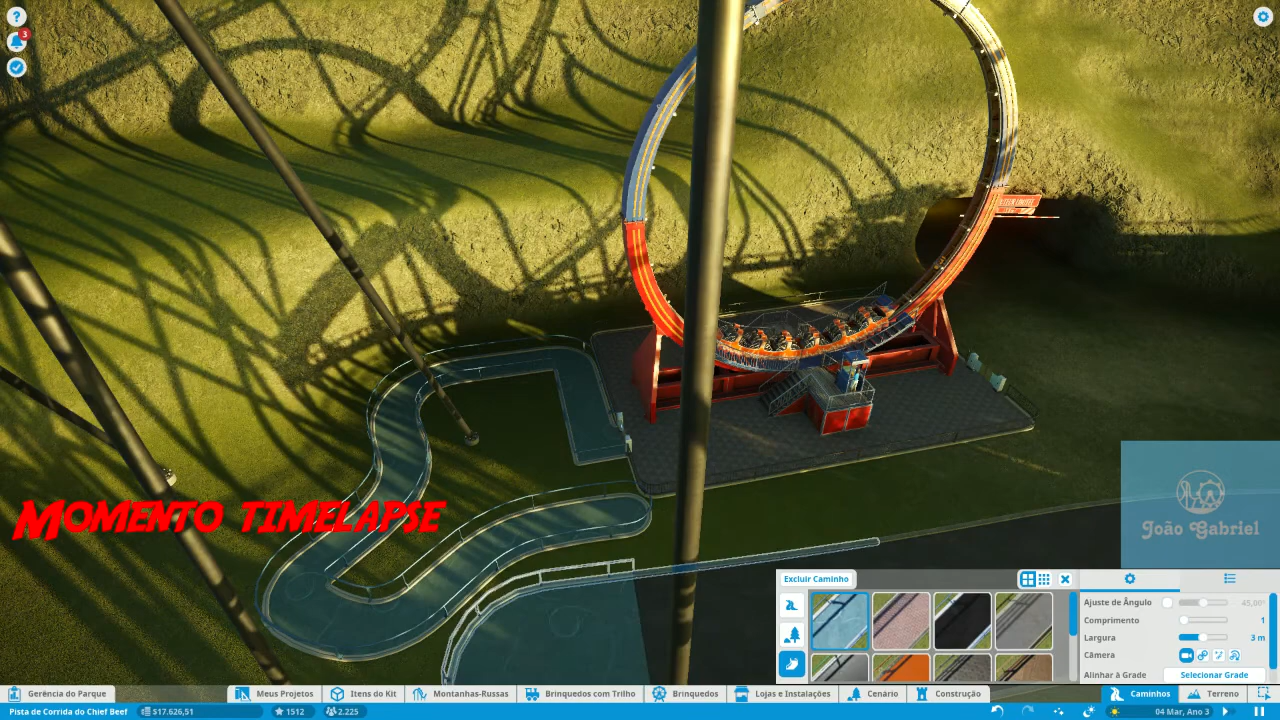 3
Momento timelapse
João Gabriel
Excluir Caminho
Ajuste de Ângulo 45,00°
Comprimento 1
Largura 3 m
Câmera
Alinhar à Grade Selecionar Grade
Gerência do Parque Meus Projetos Itens do Kit Montanhas-Russas Brinquedos com Trilho Brinquedos Lojas e Instalações Cenário Construção Caminhos Terreno
Pista de Corrida do Chief Beef $17.626,51 1512 2.225 04 Mar, Ano 3